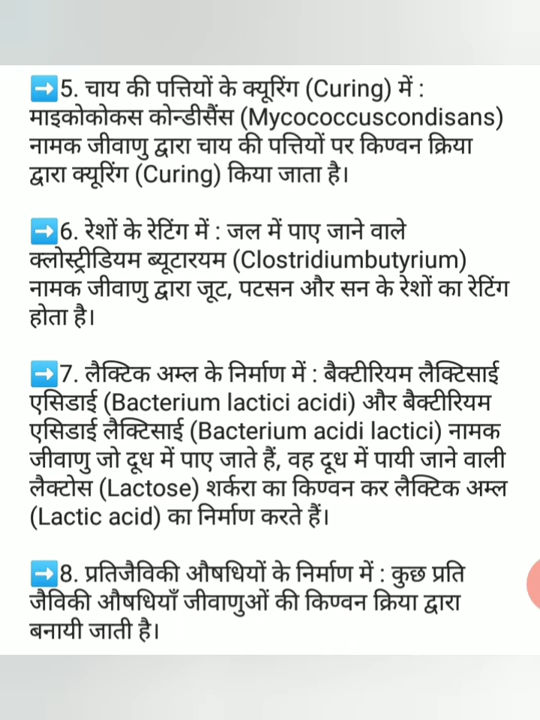 ➡5. चाय की पत्तियों के क्यूरिंग (Curing) में :
माइकोकोकस कोन्डीसैंस (Mycococcuscondisans)
नामक जीवाणु द्वारा चाय की पत्तियों पर किण्वन क्रिया
द्वारा क्यूरिंग (Curing) किया जाता है।
➡6. रेशों के रेटिंग में : जल में पाए जाने वाले
क्लोस्ट्रीडियम ब्यूटारयम (Clostridiumbutyrium)
नामक जीवाणु द्वारा जूट, पटसन और सन के रेशों का रेटिंग
होता है।
➡7. लैक्टिक अम्ल के निर्माण में : बैक्टीरियम लैक्टिसाई
एसिडाई (Bacterium lactici acidi) और बैक्टीरियम
एसिडाई लैक्टिसाई (Bacterium acidi lactici) नामक
जीवाणु जो दूध में पाए जाते हैं, वह दूध में पायी जाने वाली
लैक्टोस (Lactose) शर्करा का किण्वन कर लैक्टिक अम्ल
(Lactic acid) का निर्माण करते हैं।
➡8. प्रतिजैविकी औषधियों के निर्माण में : कुछ प्रति
जैविकी औषधियाँ जीवाणुओं की किण्वन क्रिया द्वारा
बनायी जाती है।